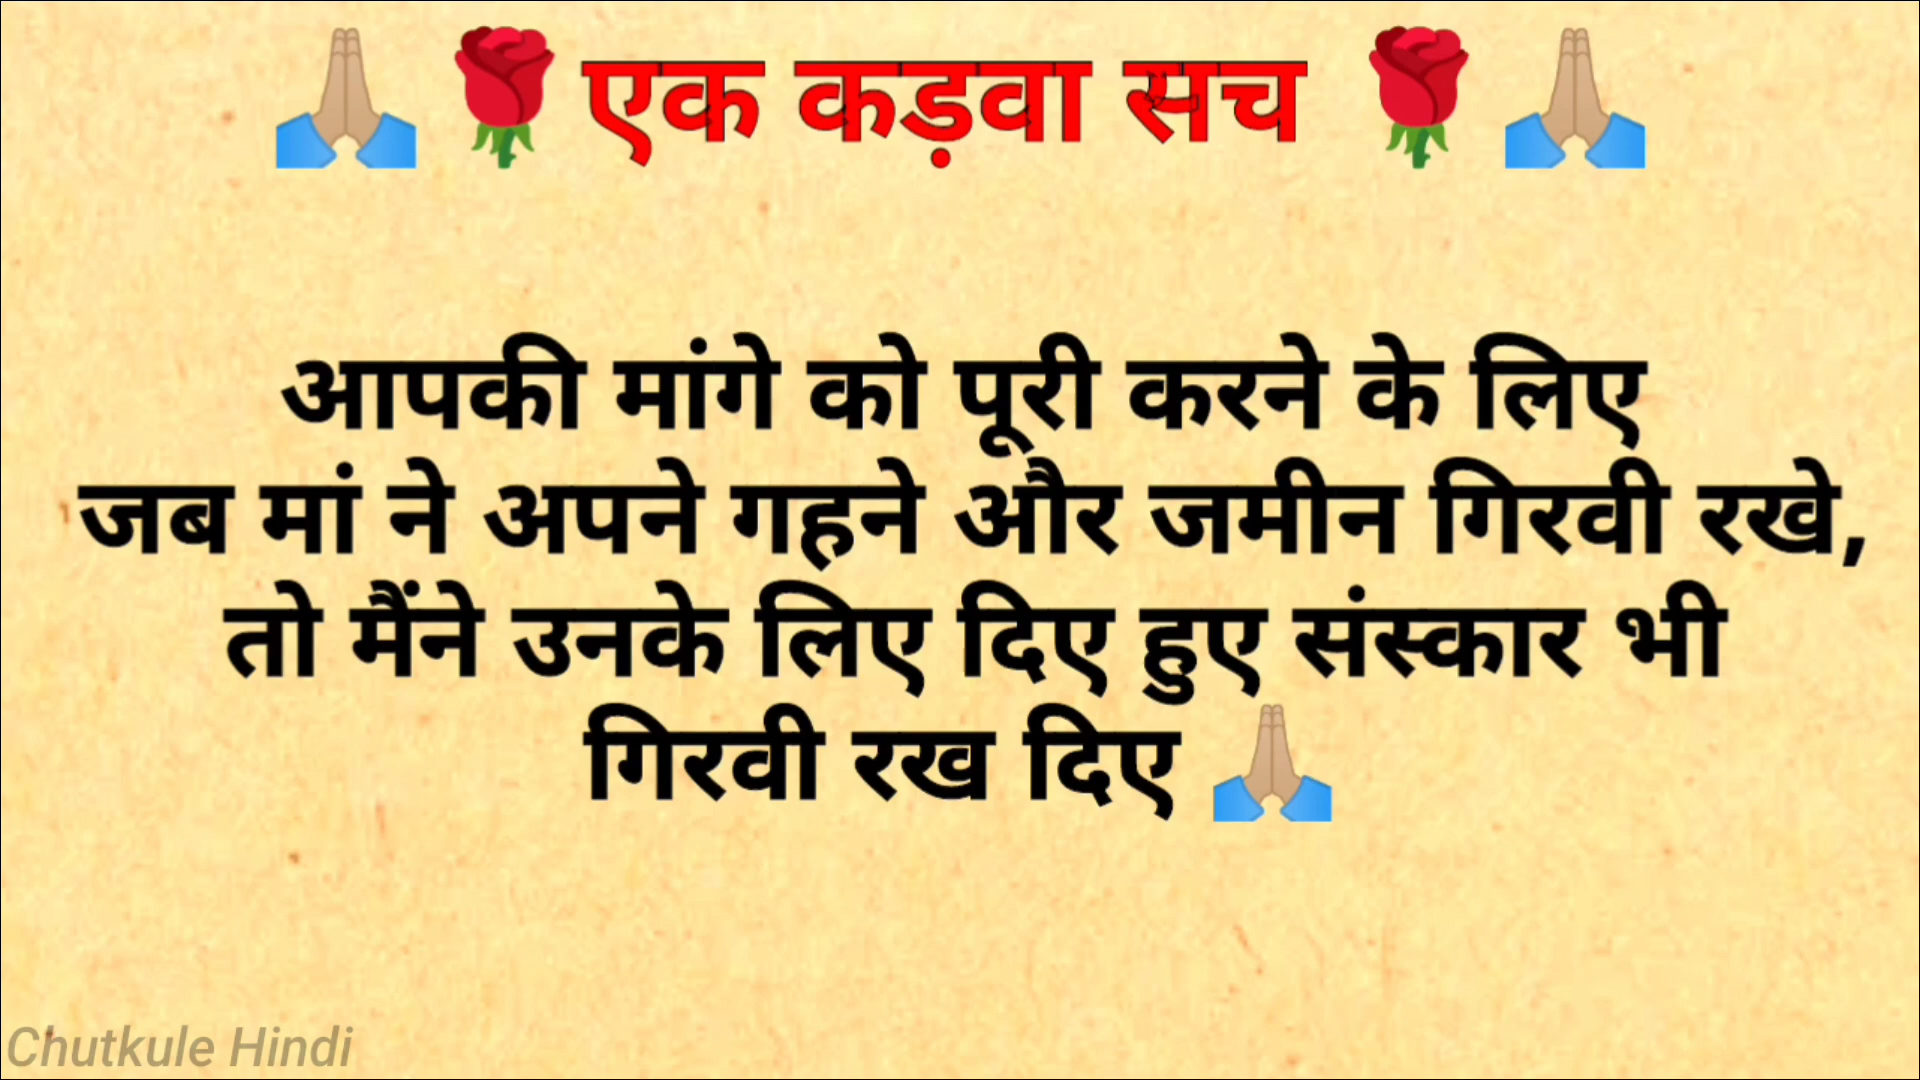 🙏🏼🌹एक कड़वा सच 🌹🙏🏼
आपकी मांगे को पूरी करने के लिए
जब मां ने अपने गहने और जमीन गिरवी रखे,
तो मैंने उनके लिए दिए हुए संस्कार भी
गिरवी रख दिए 🙏🏼
Chutkule Hindi